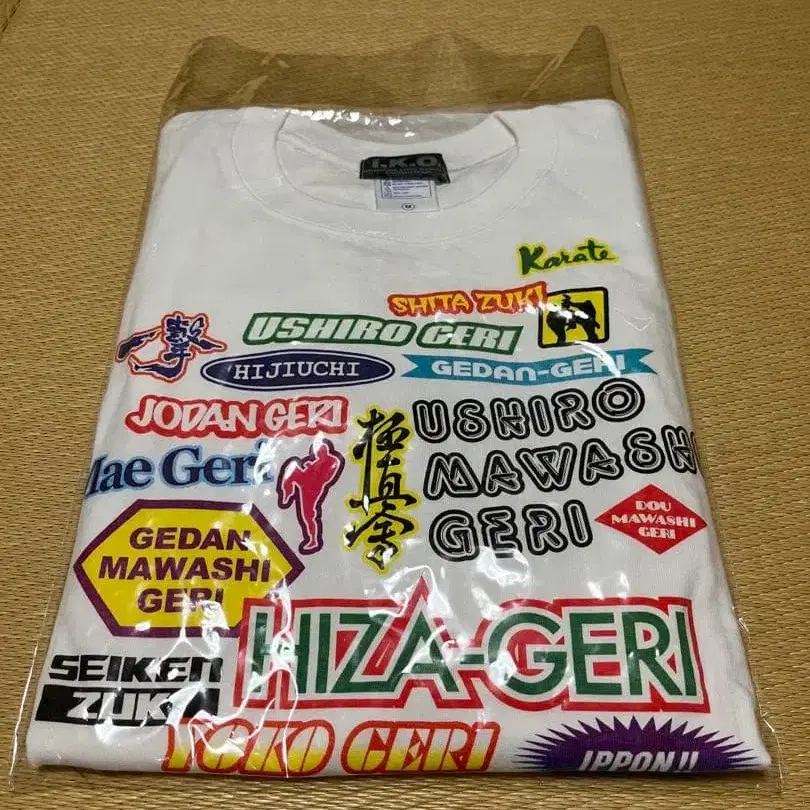 I.K.O.
M
Karate
SHITA ZUKI
一撃
USHIRO GERI
HIJIUCHI
GEDAN-GERI
JODAN GERI
極真会
USHIRO
MAWASHI
GERI
Mae Geri
DOU
MAWASHI
GERI
GEDAN
MAWASHI
GERI
HIZA-GERI
SEIKEN
ZUKI
YOKO GERI
IPPON!!